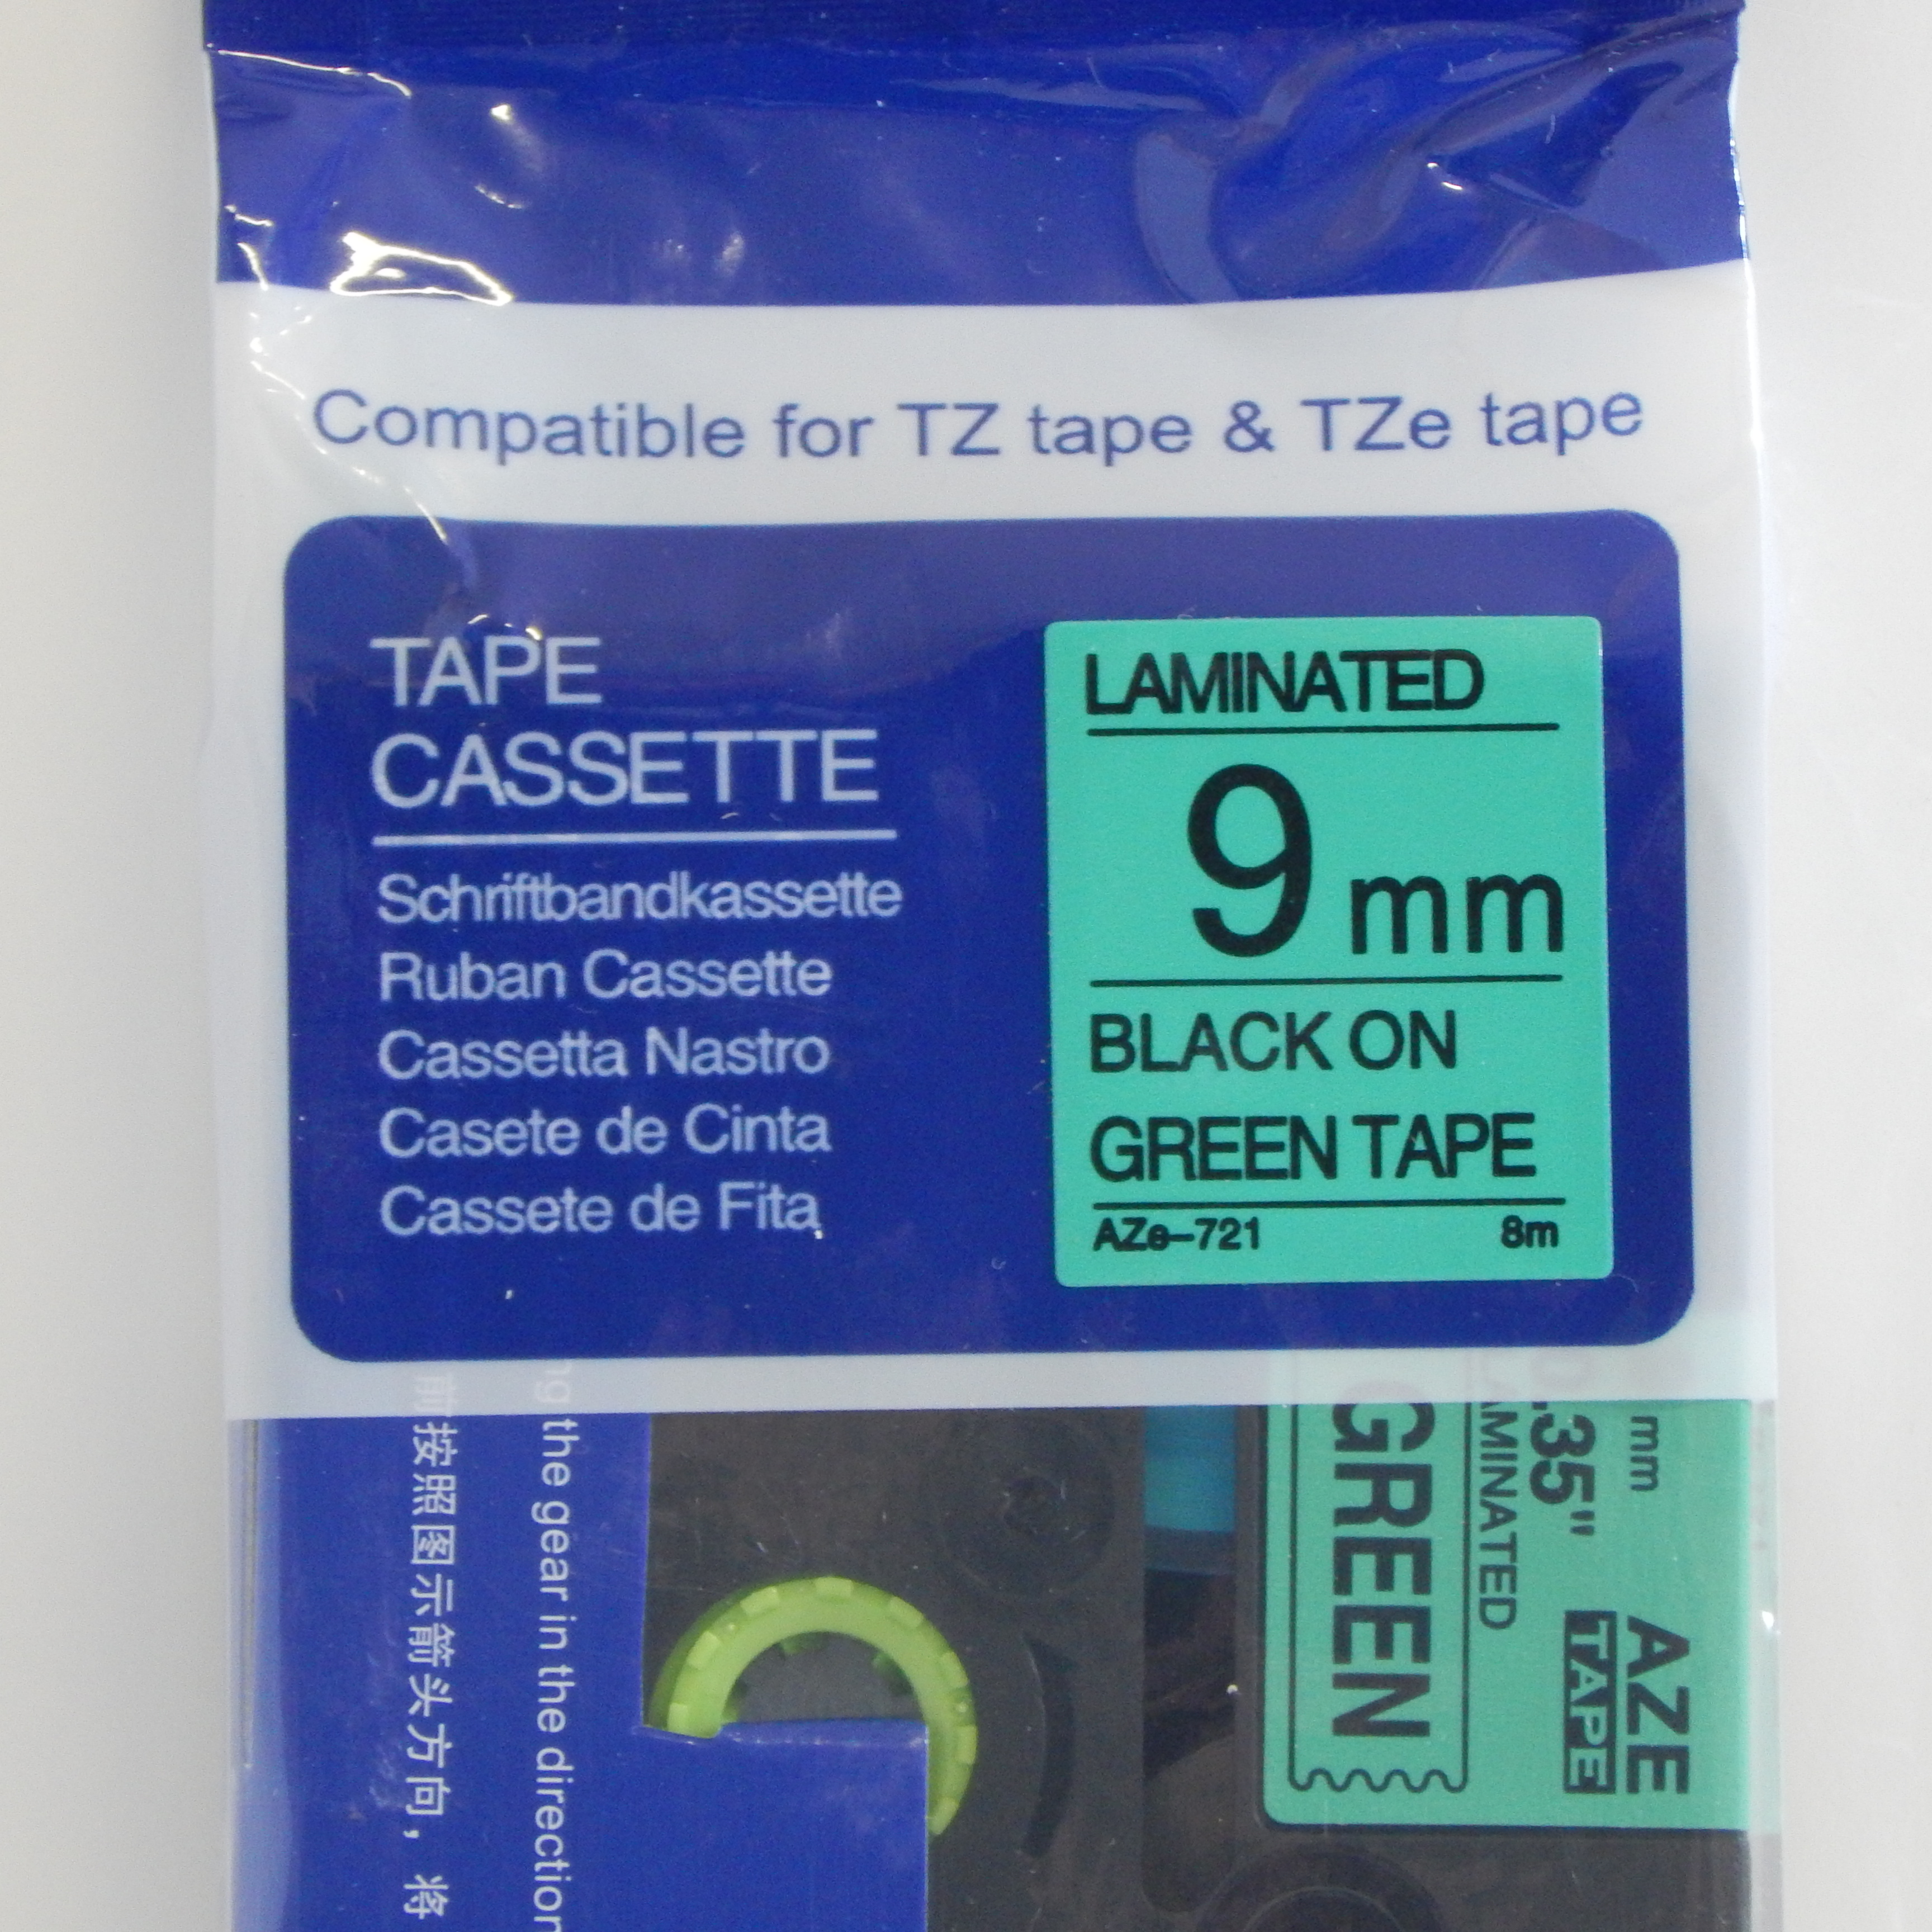 Compatible for TZ tape & TZe tape
TAPE
CASSETTE
Schriftbandkassette
Ruban Cassette
Cassetta Nastro
Casete de Cinta
Cassete de Fita
LAMINATED
9 mm
BLACK ON
GREEN TAPE
AZe-721 8m
前按照图示箭头方向，将
the gear in the direction
GREEN
LAMINATED
.35"
mm
AZE
TAPE